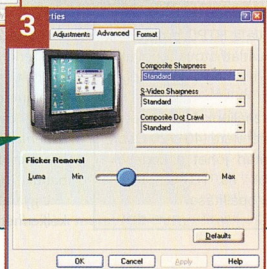 3
rties
Adjustments Advanced Format
Composite Sharpness
Standard
S-Video Sharpness
Standard
Composite Dot Crawl
Standard
Flicker Removal
Luma Min Max
Defaults
OK Cancel Apply Help